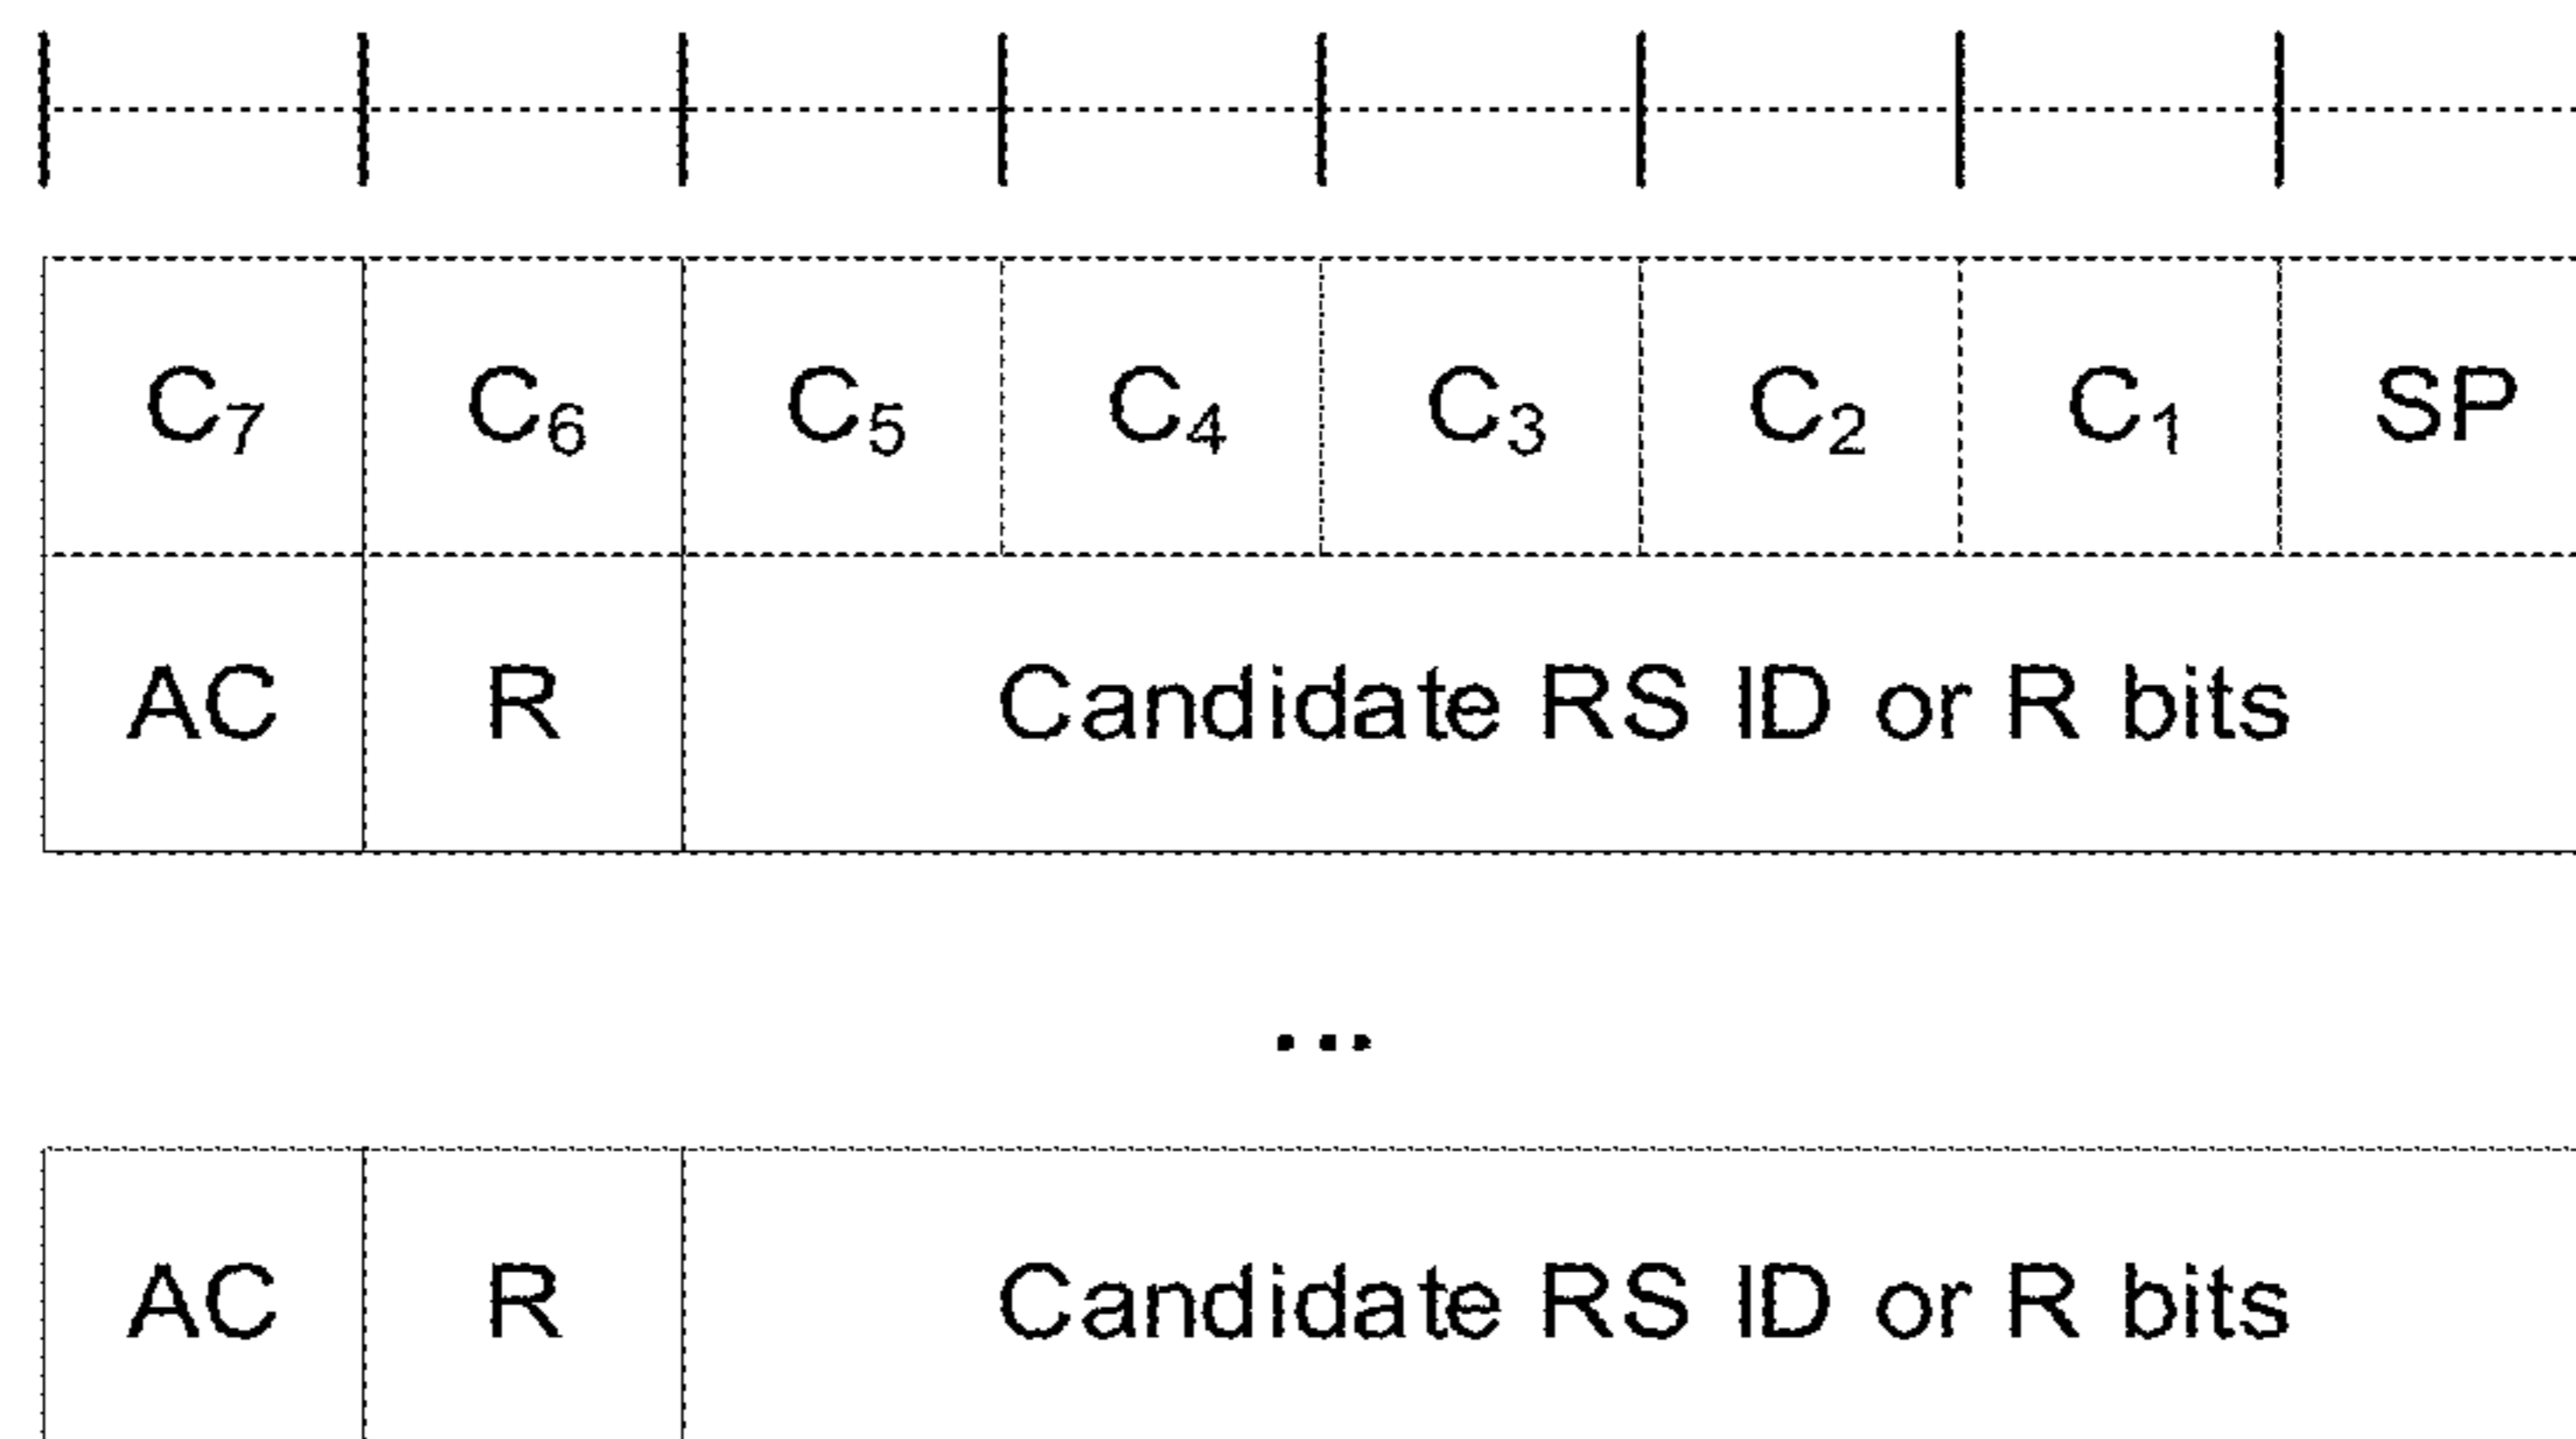 C₇ C₆ C₅ C₄ C₃ C₂ C₁ SP
AC R Candidate RS ID or R bits
...
AC R Candidate RS ID or R bits